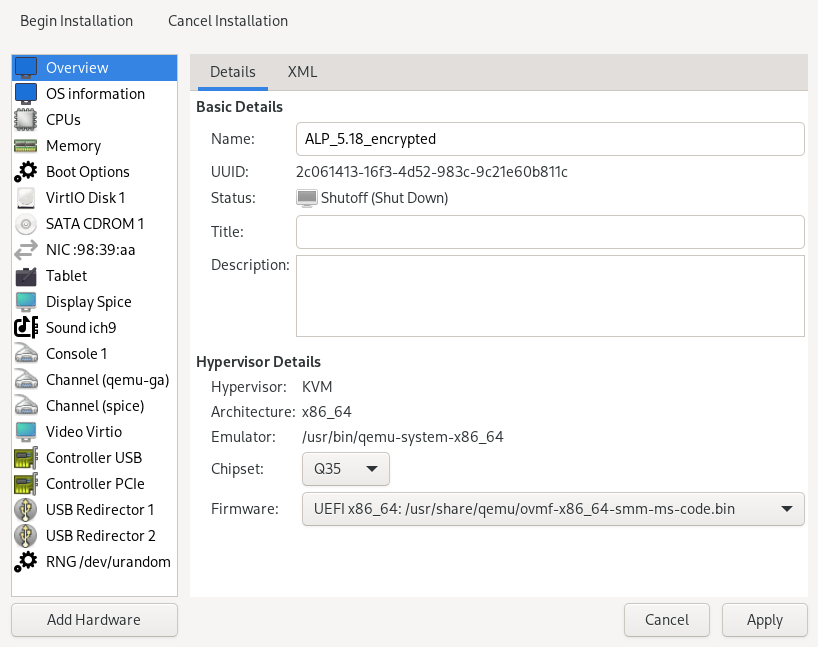 Begin Installation Cancel Installation
Overview
OS information
CPUs
Memory
Boot Options
VirtIO Disk 1
SATA CDROM 1
NIC :98:39:aa
Tablet
Display Spice
Sound ich9
Console 1
Channel (qemu-ga)
Channel (spice)
Video Virtio
Controller USB
Controller PCIe
USB Redirector 1
USB Redirector 2
RNG /dev/urandom
Add Hardware
Details XML
Basic Details
Name: ALP_5.18_encrypted
UUID: 2c061413-16f3-4d52-983c-9c21e60b811c
Status: Shutoff (Shut Down)
Title:
Description:
Hypervisor Details
Hypervisor: KVM
Architecture: x86_64
Emulator: /usr/bin/qemu-system-x86_64
Chipset: Q35
Firmware: UEFI x86_64: /usr/share/qemu/ovmf-x86_64-smm-ms-code.bin
Cancel Apply